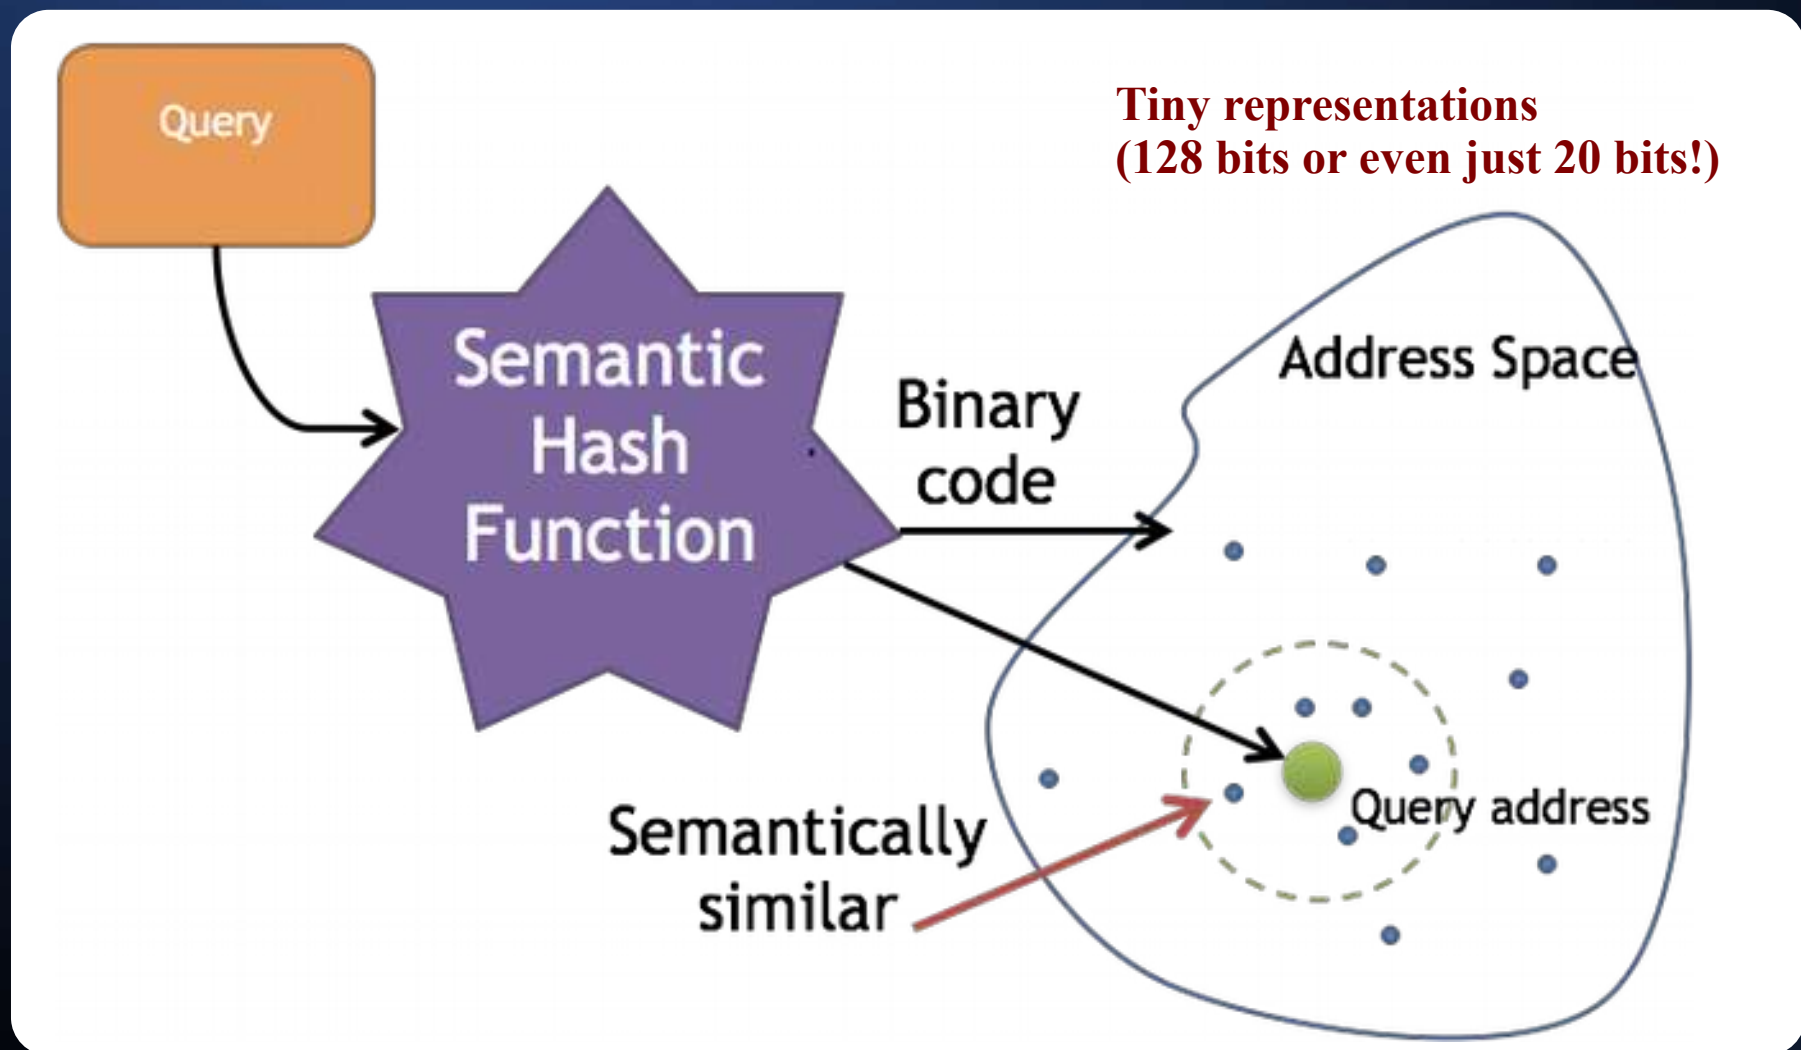 Query
Tiny representations
(128 bits or even just 20 bits!)
Semantic
Hash
Function
Binary
code
Address Space
Query address
Semantically
similar